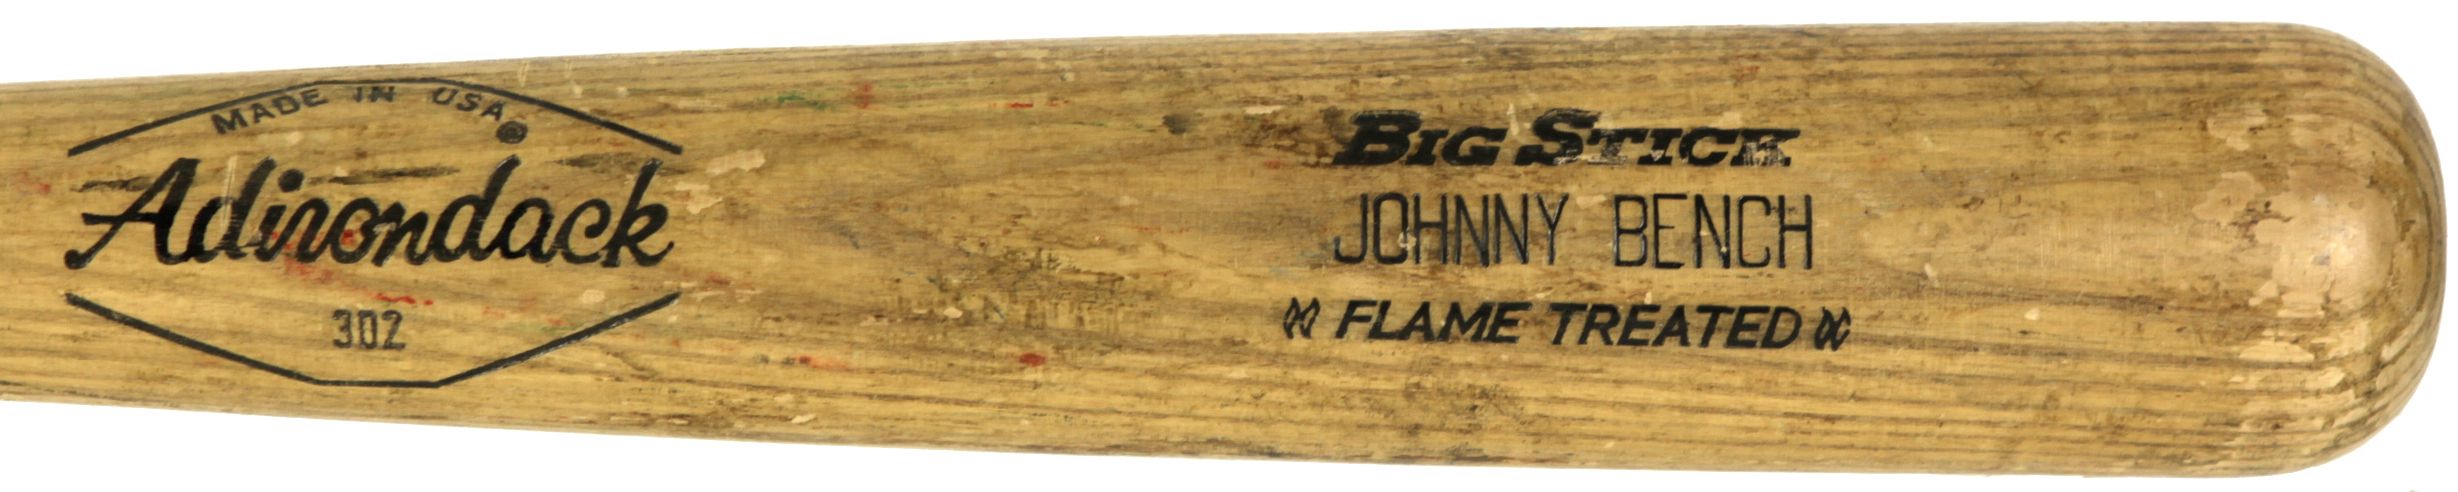 MADE IN USA
Adirondack®
302
BIG STICK
JOHNNY BENCH
FLAME TREATED